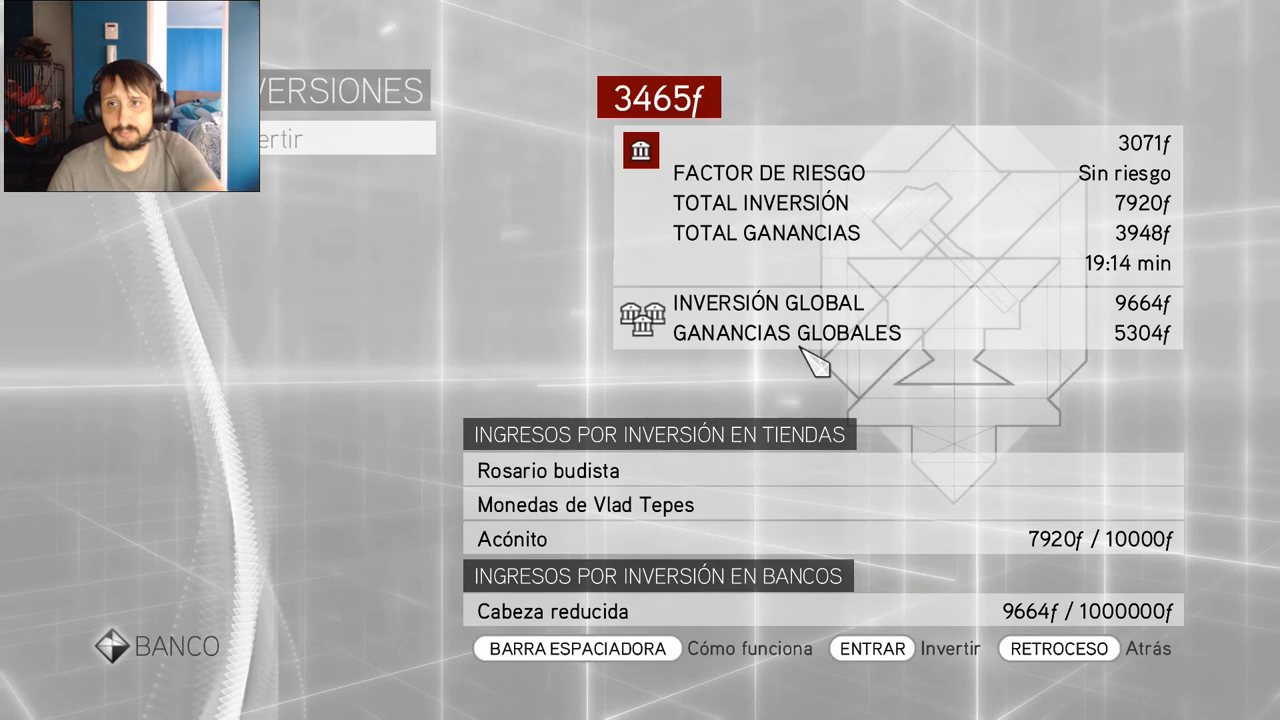 VERSIONES
ertir
3465f
3071f
FACTOR DE RIESGO Sin riesgo
TOTAL INVERSIÓN 7920f
TOTAL GANANCIAS 3948f
19:14 min
INVERSIÓN GLOBAL 9664f
GANANCIAS GLOBALES 5304f
INGRESOS POR INVERSIÓN EN TIENDAS
Rosario budista
Monedas de Vlad Tepes
Acónito 7920f / 10000f
INGRESOS POR INVERSIÓN EN BANCOS
Cabeza reducida 9664f / 1000000f
BANCO
BARRA ESPACIADORA Cómo funciona ENTRAR Invertir RETROCESO Atrás